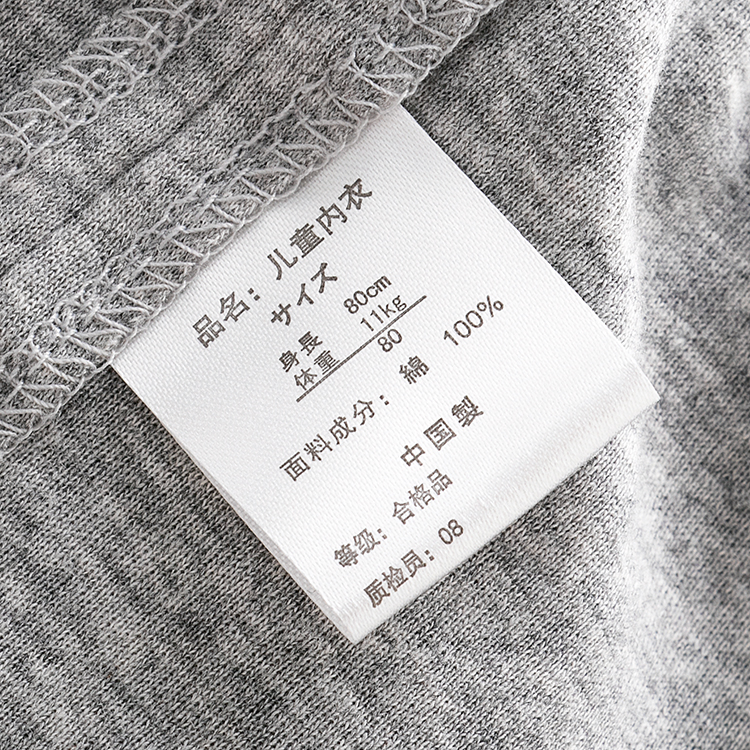 品名：儿童内衣
サイズ
身長 80cm
体重 11kg
80
面料成分：綿 100%
中国製
等级：合格品
质检员：08